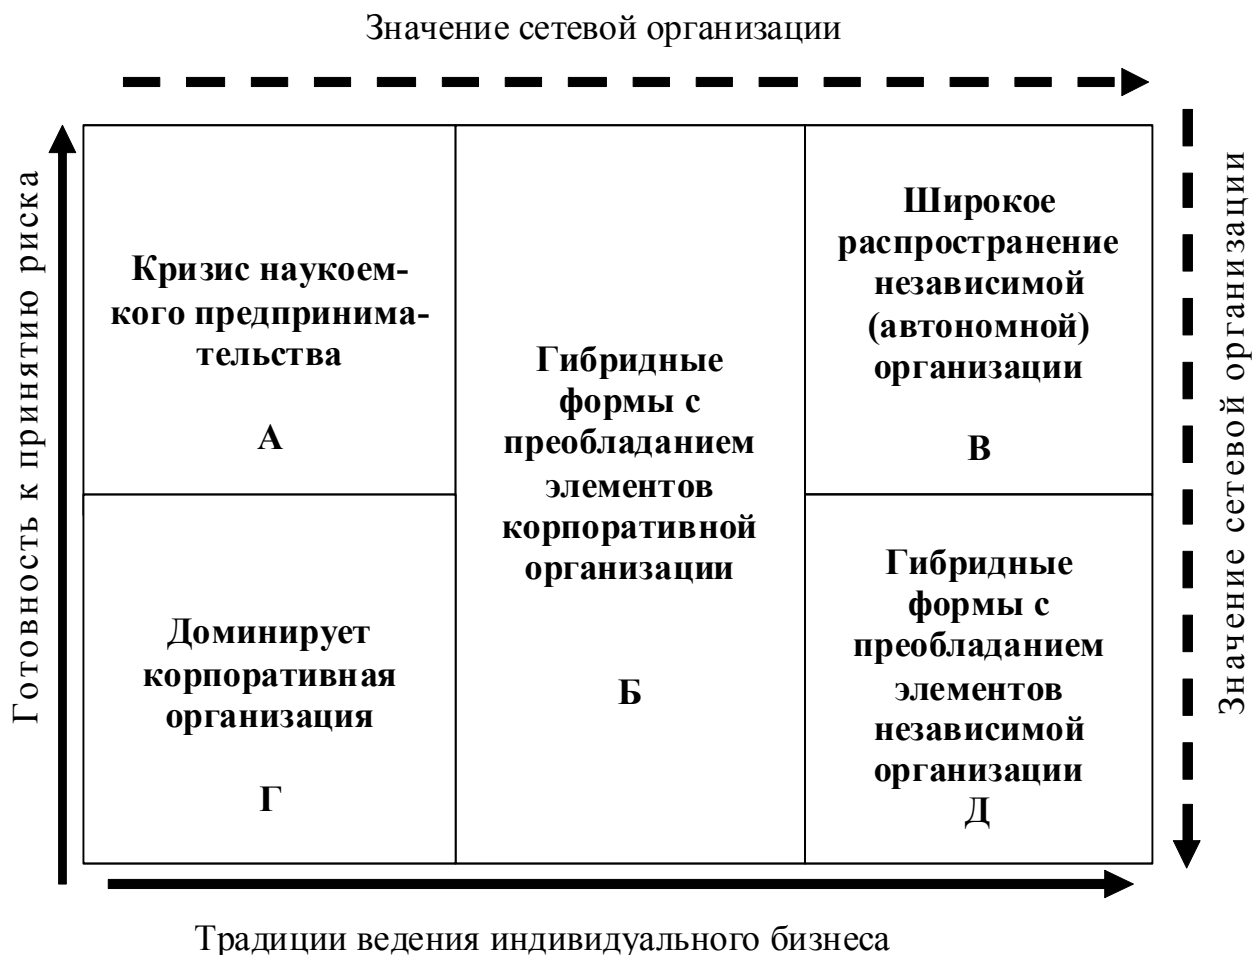 Значение сетевой организации
Готовность к принятию риска
Кризис наукоем-
кого предпринима-
тельства
А
Гибридные
формы с
преобладанием
элементов
корпоративной
организации
Б
Широкое
распространение
независимой
(автономной)
организации
В
Доминирует
корпоративная
организация
Г
Гибридные
формы с
преобладанием
элементов
независимой
организации
Д
Значение сетевой организации
Традиции ведения индивидуального бизнеса